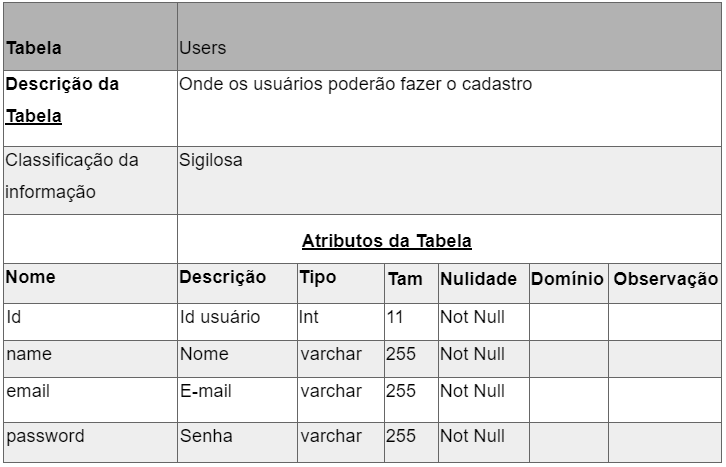 Tabela Users
Descrição da Tabela Onde os usuários poderão fazer o cadastro
Classificação da informação Sigilosa
Atributos da Tabela
Nome Descrição Tipo Tam Nulidade Domínio Observação
Id Id usuário Int 11 Not Null
name Nome varchar 255 Not Null
email E-mail varchar 255 Not Null
password Senha varchar 255 Not Null